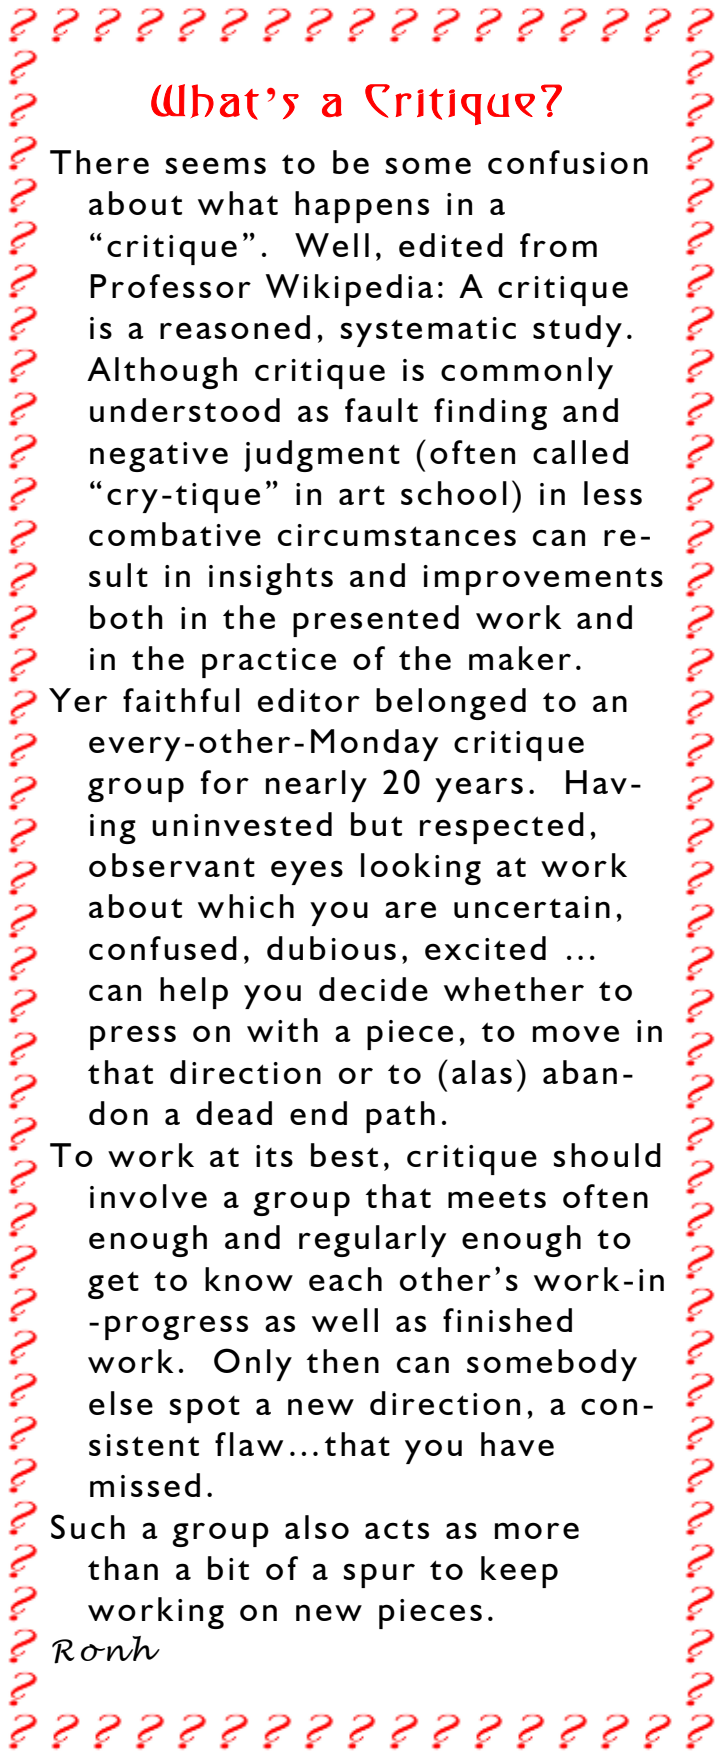 What's a Critique?
There seems to be some confusion
about what happens in a
“critique”.  Well, edited from
Professor Wikipedia: A critique
is a reasoned, systematic study.
Although critique is commonly
understood as fault finding and
negative judgment (often called
“cry-tique” in art school) in less
combative circumstances can re-
sult in insights and improvements
both in the presented work and
in the practice of the maker.
Yer faithful editor belonged to an
every-other-Monday critique
group for nearly 20 years.  Hav-
ing uninvested but respected,
observant eyes looking at work
about which you are uncertain,
confused, dubious, excited …
can help you decide whether to
press on with a piece, to move in
that direction or to (alas) aban-
don a dead end path.
To work at its best, critique should
involve a group that meets often
enough and regularly enough to
get to know each other’s work-in
-progress as well as finished
work.  Only then can somebody
else spot a new direction, a con-
sistent flaw…that you have
missed.
Such a group also acts as more
than a bit of a spur to keep
working on new pieces.
Ronh